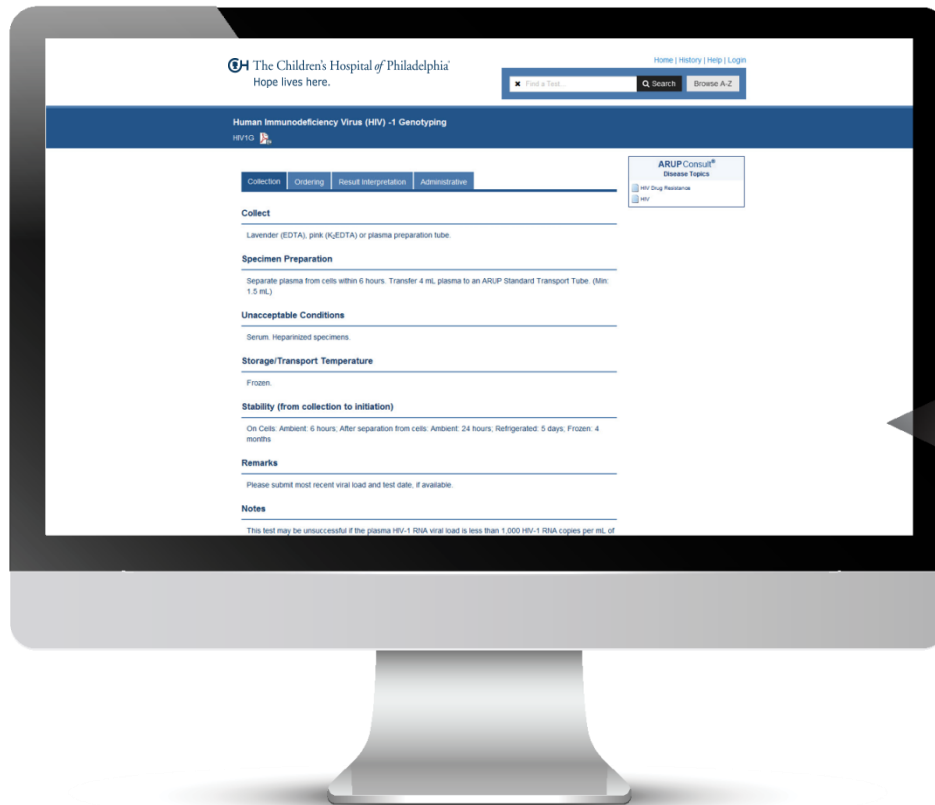 The Children's Hospital of Philadelphia
Hope lives here.
Home | History | Help | Login
Find a Test...
Search
Browse A-Z
Human Immunodeficiency Virus (HIV) -1 Genotyping
HIV1G
Collection
Ordering
Result Interpretation
Administrative
ARUP Consult®
Disease Topics
HIV Drug Resistance
HIV
Collect
Lavender (EDTA), pink (K₂EDTA) or plasma preparation tube.
Specimen Preparation
Separate plasma from cells within 6 hours. Transfer 4 mL plasma to an ARUP Standard Transport Tube. (Min:
1.5 mL)
Unacceptable Conditions
Serum. Heparinized specimens.
Storage/Transport Temperature
Frozen.
Stability (from collection to initiation)
On Cells: Ambient: 6 hours; After separation from cells: Ambient: 24 hours; Refrigerated: 5 days; Frozen: 4
months
Remarks
Please submit most recent viral load and test date, if available.
Notes
This test may be unsuccessful if the plasma HIV-1 RNA viral load is less than 1,000 HIV-1 RNA copies per mL of